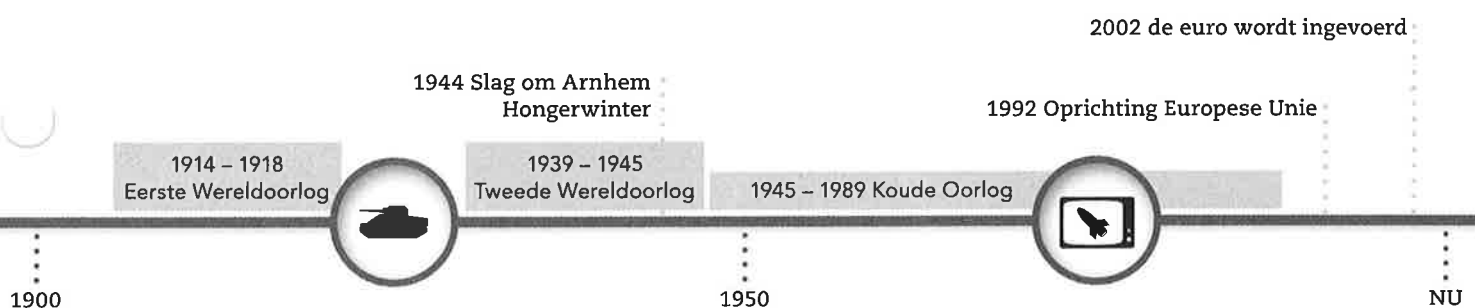 2002 de euro wordt ingevoerd
1944 Slag om Arnhem
Hongerwinter
1992 Oprichting Europese Unie
1914 – 1918
Eerste Wereldoorlog
1939 – 1945
Tweede Wereldoorlog
1945 – 1989 Koude Oorlog
1900
1950
NU